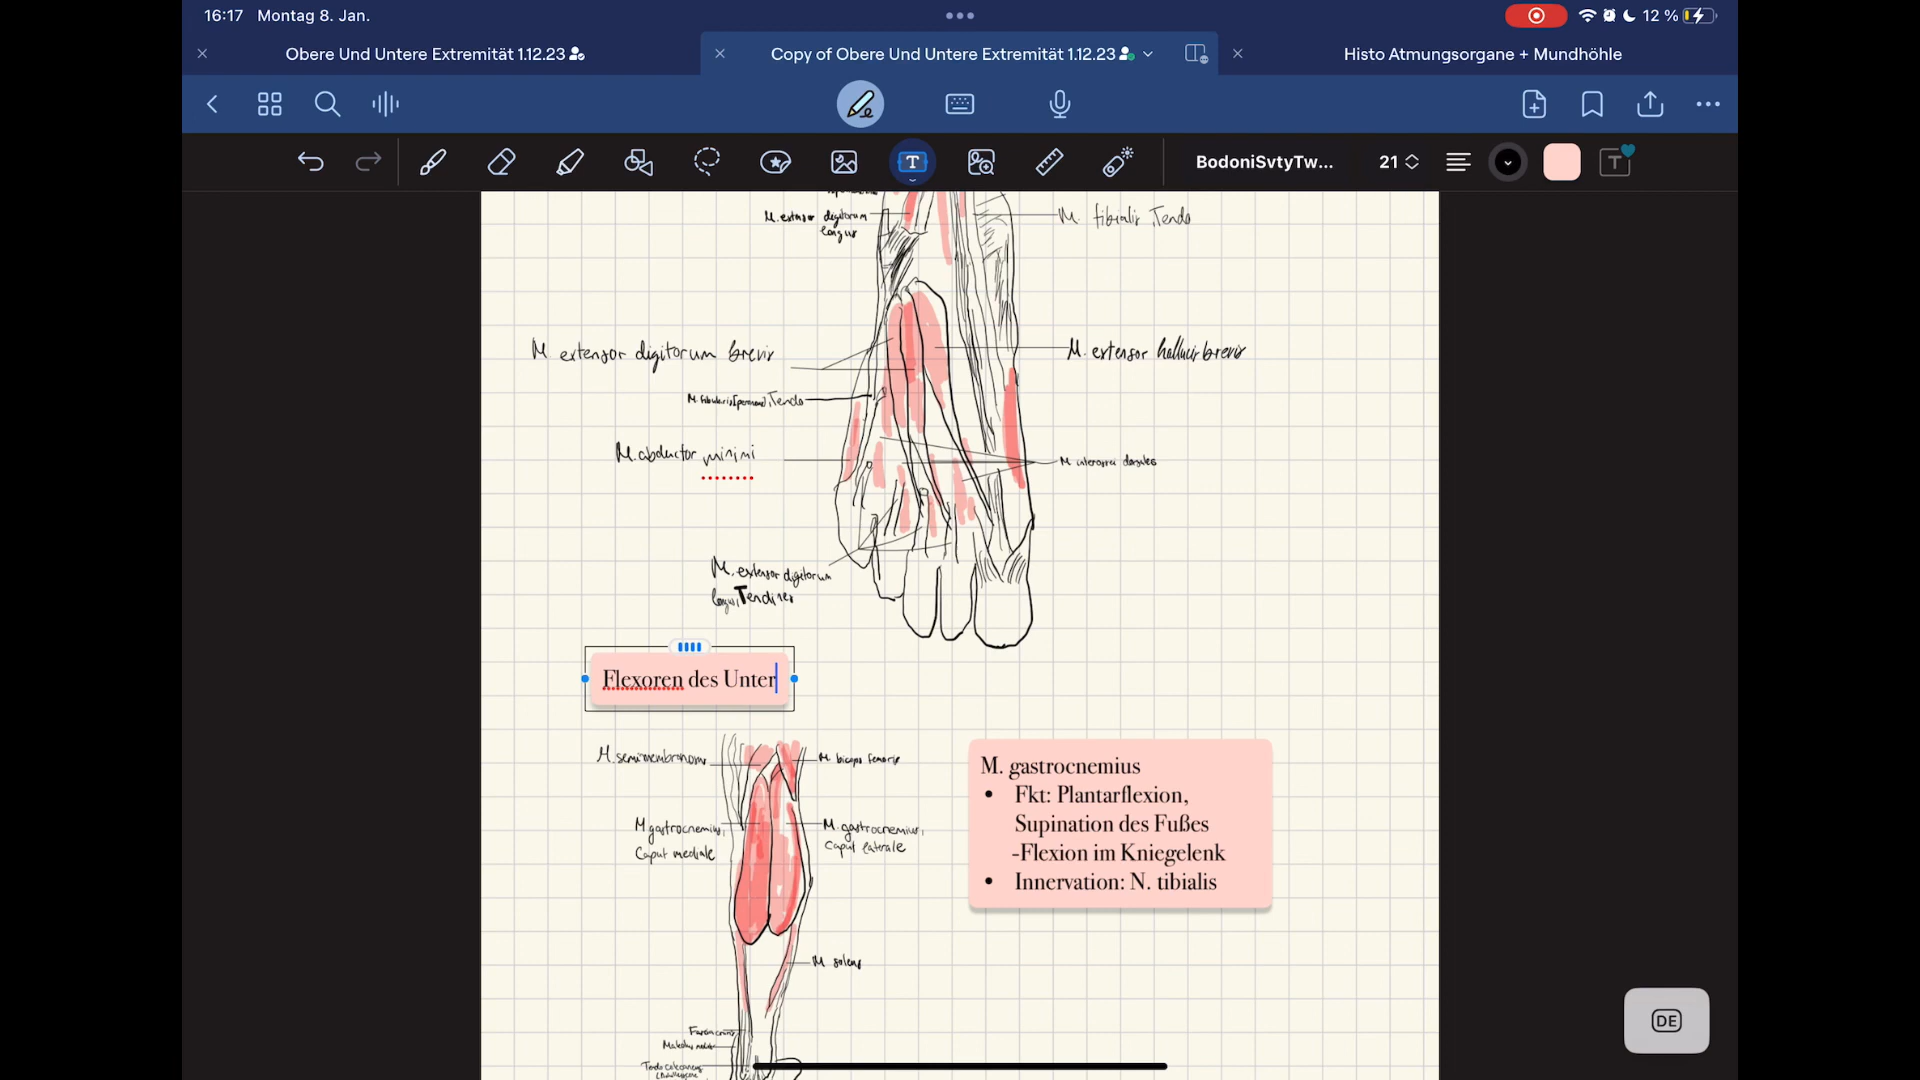 16:17 Montag 8. Jan.
12 %
Obere Und Untere Extremität 1.12.23
Copy of Obere Und Untere Extremität 1.12.23
Histo Atmungsorgane + Mundhöhle
BodoniSvtyTw...
21
M. extensor digitorum
longus
M. tibialis, Tendo
M extensor digitorum brevis
M. extensor hallucis brevis
M. fibularis [peroneus], Tendo
M. abductor minimi
M interossei dorsales
M. extensor digitorum
longus, Tendines
Flexoren des Unter
M. semimembranosus
M biceps femoris
M gastrocnemius,
Caput mediale
M. gastrocnemius,
Caput laterale
M. gastrocnemius
• Fkt: Plantarflexion,
Supination des Fußes
-Flexion im Kniegelenk
• Innervation: N. tibialis
M soleus
DE